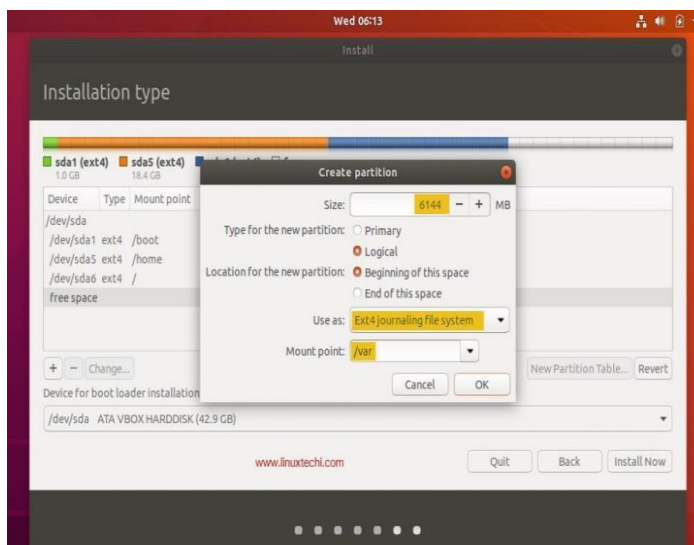 Wed 06:13
Install
Installation type
sda1 (ext4) sda5 (ext4)
1.0 GB 18.4 GB
Device Type Mount point
/dev/sda
/dev/sda1 ext4 /boot
/dev/sda5 ext4 /home
/dev/sda6 ext4 /
free space
+ − Change...
New Partition Table... Revert
Device for boot loader installation
/dev/sda ATA VBOX HARDDISK (42.9 GB)
Create partition
Size: 6144 − + MB
Type for the new partition: Primary
Logical
Location for the new partition: Beginning of this space
End of this space
Use as: Ext4 journaling file system
Mount point: /var
Cancel OK
www.linuxtechi.com
Quit Back Install Now